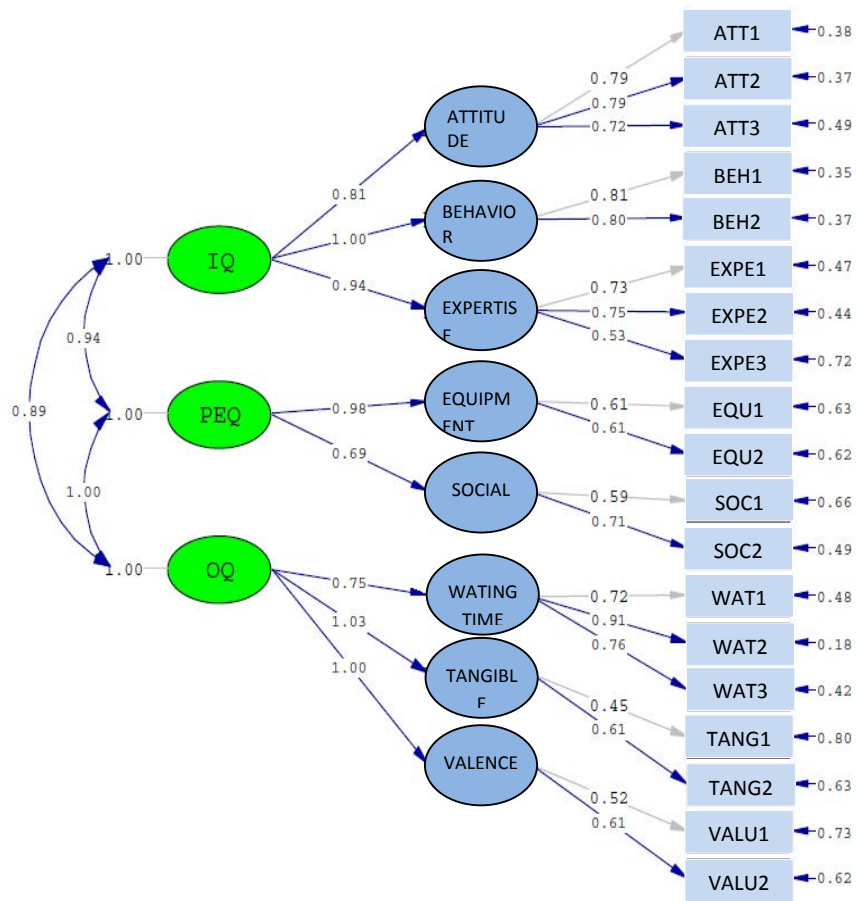 ATT1
0.38
ATT2
0.37
0.79
0.79
ATTITU
DE
0.72
ATT3
0.49
BEH1
0.35
0.81
0.81
BEHAVIO
R
0.80
BEH2
0.37
1.00
1.00
IQ
EXPE1
0.47
0.94
0.73
EXPERTIS
E
0.75
EXPE2
0.44
0.53
0.94
EXPE3
0.72
0.89
1.00
PEQ
0.98
EQUIPM
ENT
0.61
EQU1
0.63
0.61
EQU2
0.62
0.69
SOCIAL
0.59
SOC1
0.66
0.71
1.00
SOC2
0.49
1.00
OQ
0.75
WATING
TIME
0.72
WAT1
0.48
0.91
1.03
WAT2
0.18
0.76
1.00
TANGIBL
E
WAT3
0.42
0.45
0.61
TANG1
0.80
VALENCE
TANG2
0.63
0.52
0.61
VALU1
0.73
VALU2
0.62